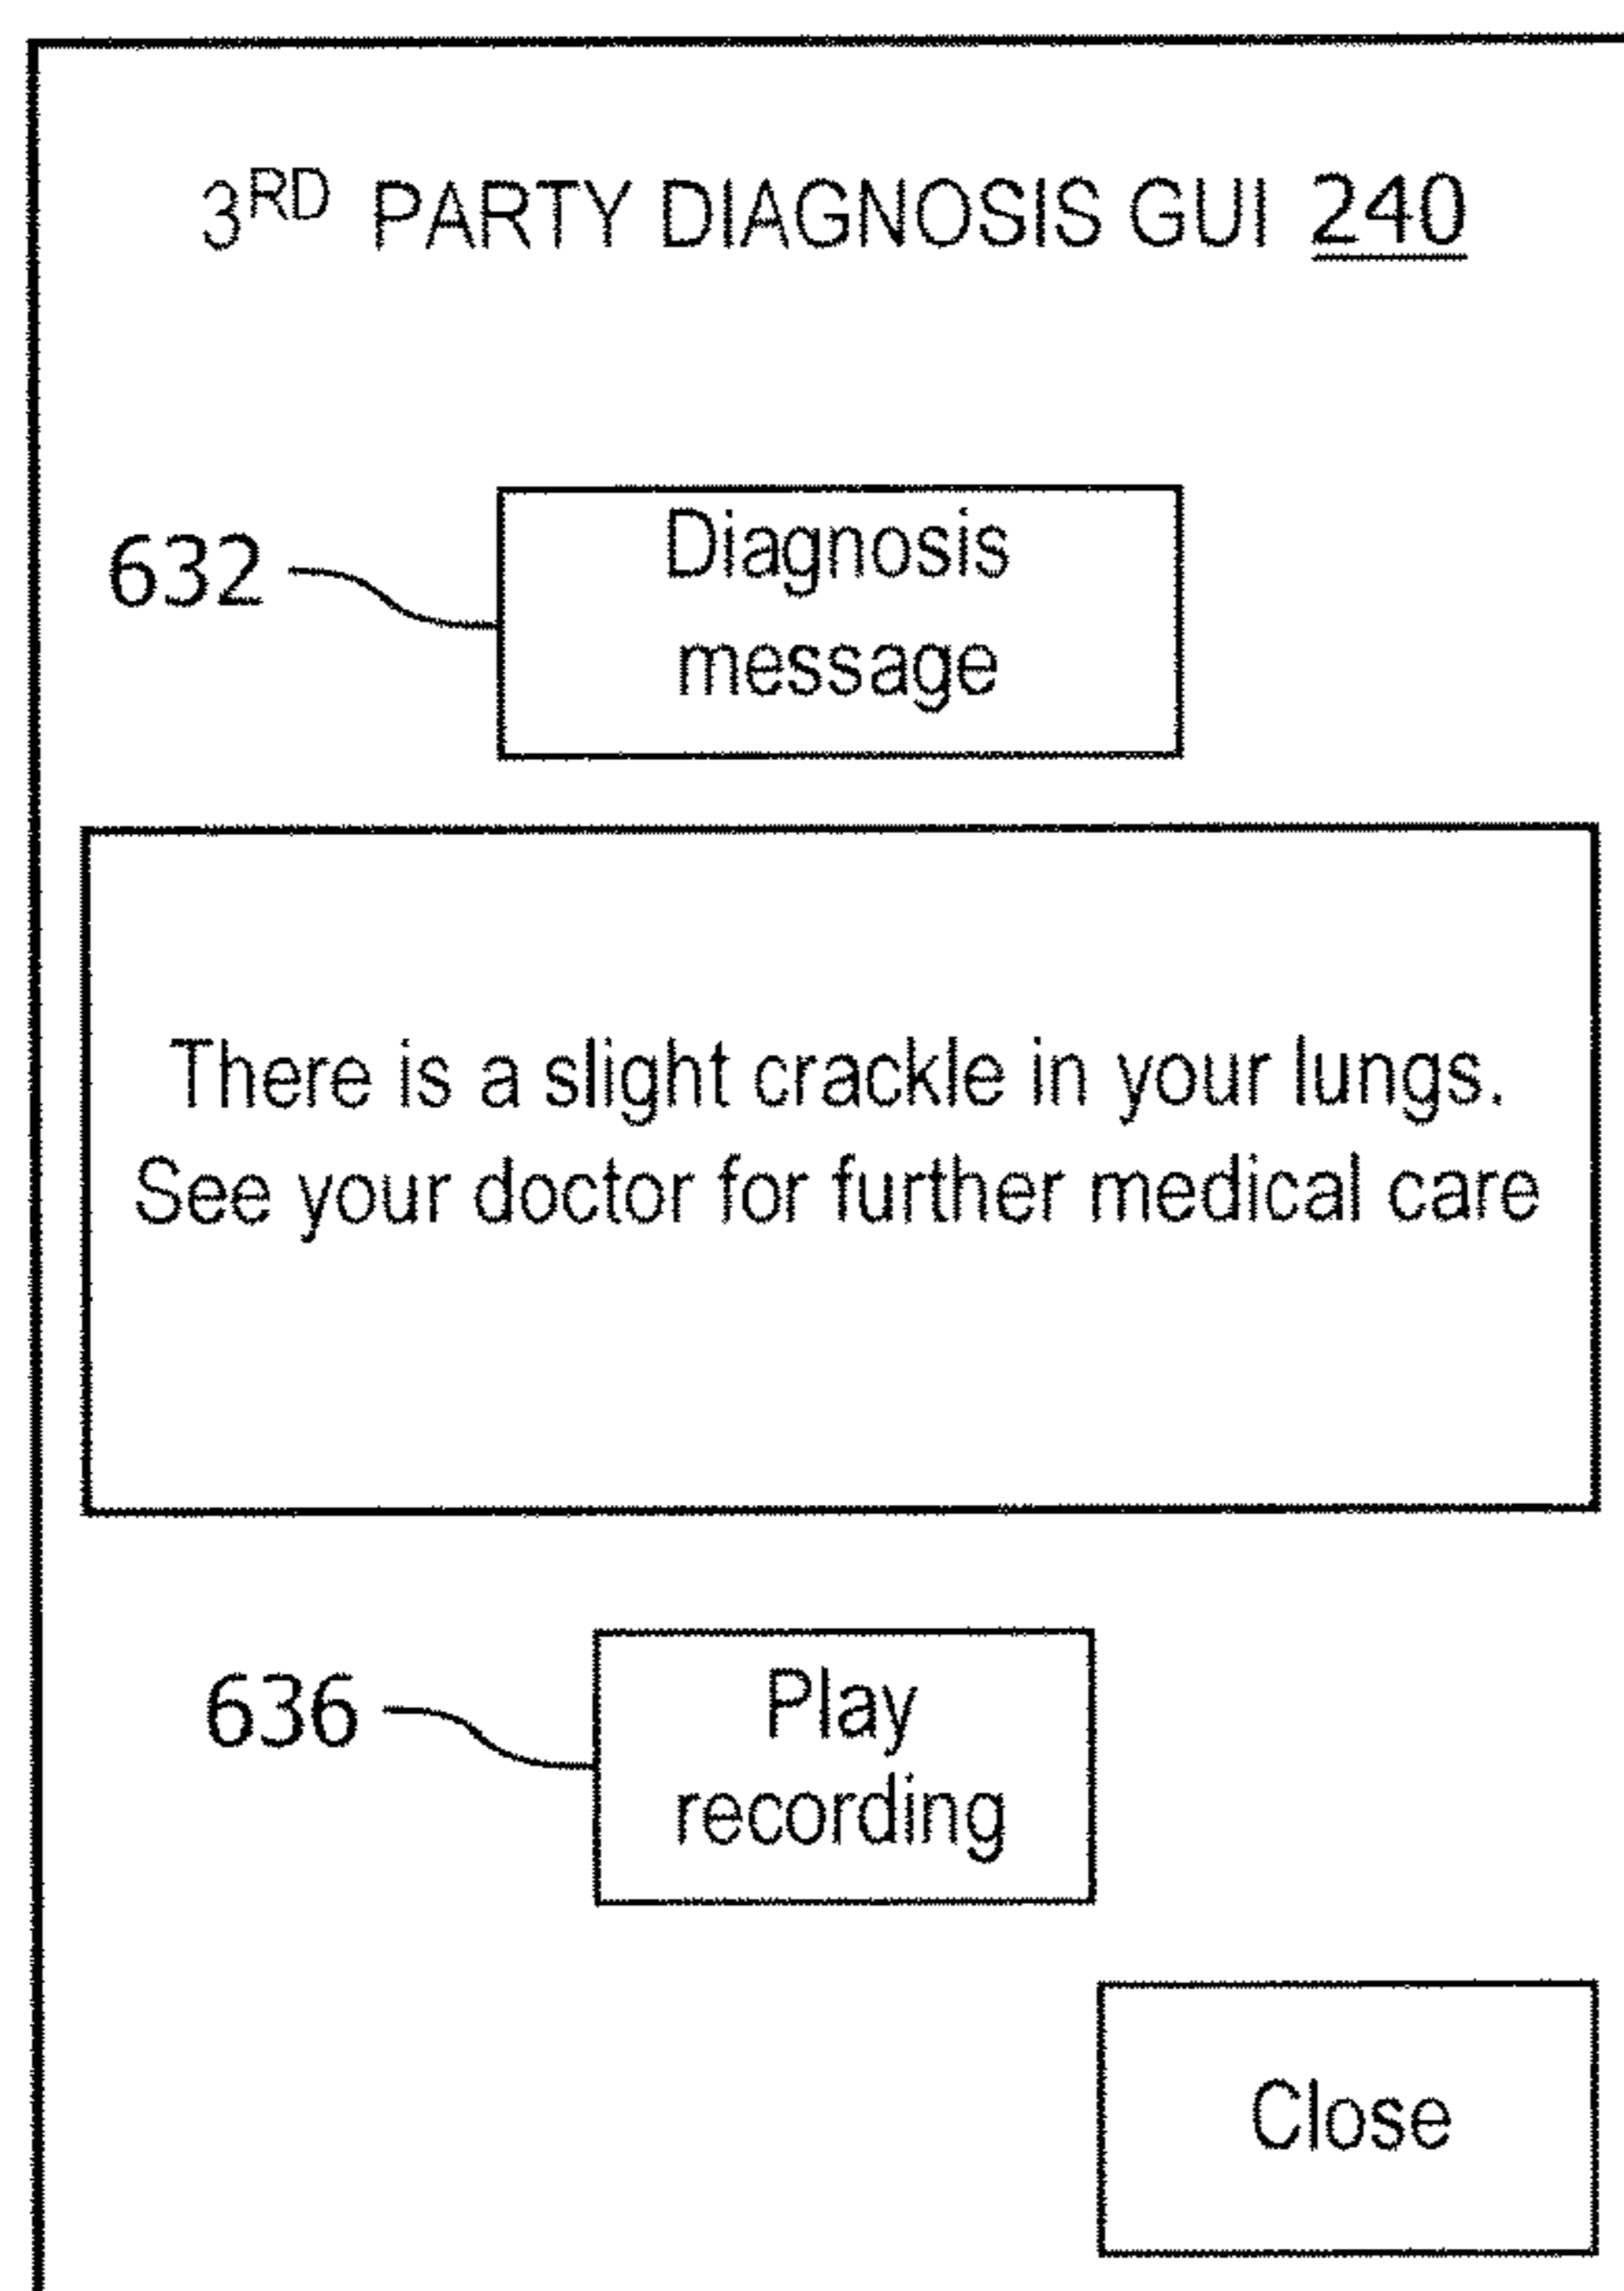 3RD PARTY DIAGNOSIS GUI 240
632
Diagnosis
message
There is a slight crackle in your lungs.
See your doctor for further medical care
636
Play
recording
Close